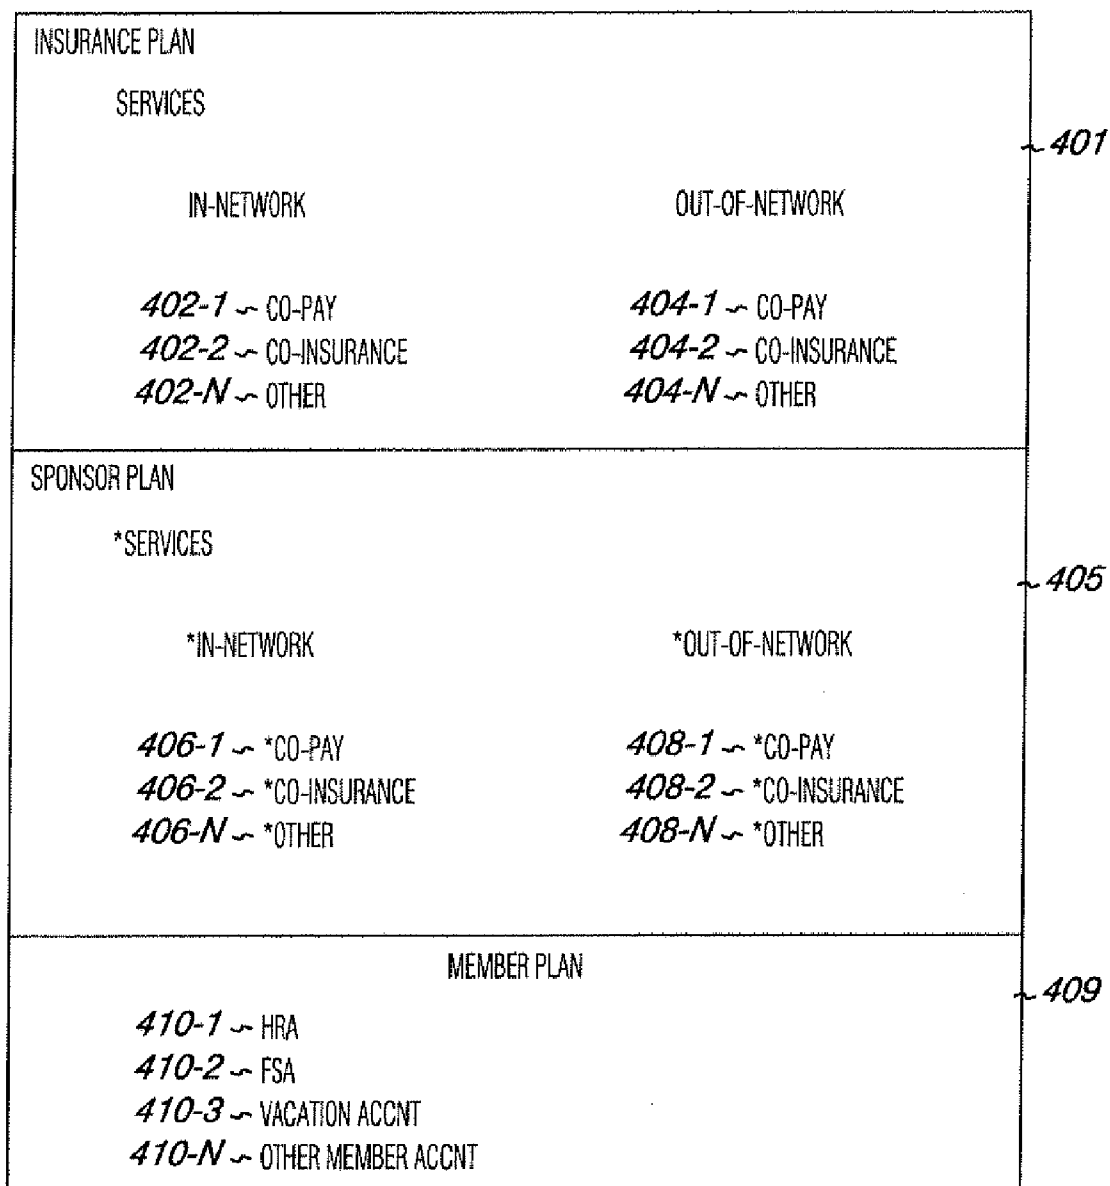 INSURANCE PLAN
SERVICES
401
IN-NETWORK OUT-OF-NETWORK
402-1 ~ CO-PAY 404-1 ~ CO-PAY
402-2 ~ CO-INSURANCE 404-2 ~ CO-INSURANCE
402-N ~ OTHER 404-N ~ OTHER
SPONSOR PLAN
*SERVICES
405
*IN-NETWORK *OUT-OF-NETWORK
406-1 ~ *CO-PAY 408-1 ~ *CO-PAY
406-2 ~ *CO-INSURANCE 408-2 ~ *CO-INSURANCE
406-N ~ *OTHER 408-N ~ *OTHER
MEMBER PLAN
409
410-1 ~ HRA
410-2 ~ FSA
410-3 ~ VACATION ACCNT
410-N ~ OTHER MEMBER ACCNT